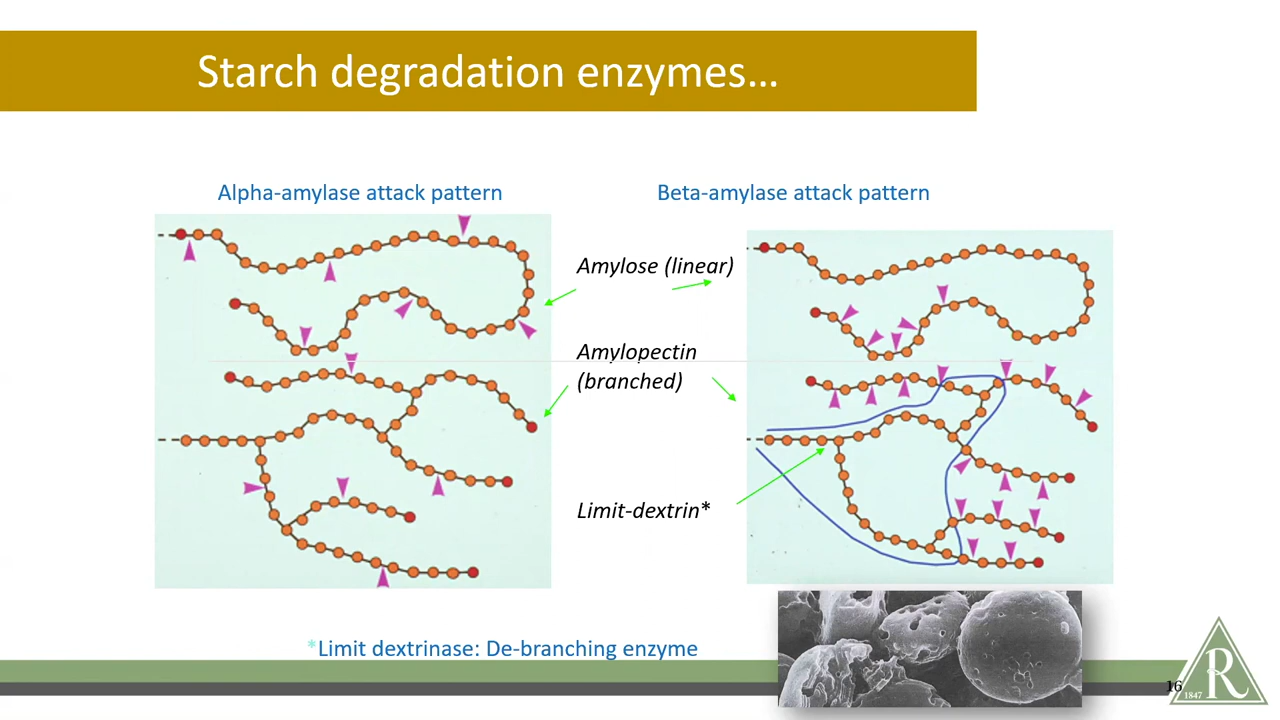 Starch degradation enzymes…
Alpha-amylase attack pattern
Beta-amylase attack pattern
Amylose (linear)
Amylopectin
(branched)
Limit-dextrin*
*Limit dextrinase: De-branching enzyme
16
R
1847